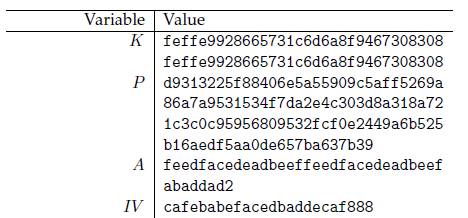 Variable Value
K feffe9928665731c6d6a8f9467308308
feffe9928665731c6d6a8f9467308308
P d9313225f88406e5a55909c5aff5269a
86a7a9531534f7da2e4c303d8a318a72
1c3c0c95956809532fcf0e2449a6b525
b16aedf5aa0de657ba637b39
A feedfacedeadbeeffeedfacedeadbeef
abaddad2
IV cafebabefacedbaddecaf888